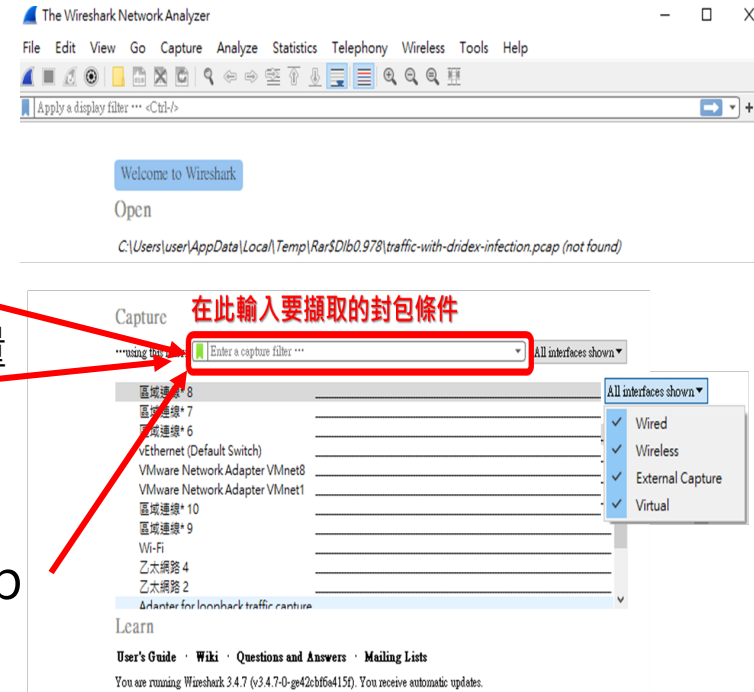 The Wireshark Network Analyzer
File Edit View Go Capture Analyze Statistics Telephony Wireless Tools Help
Apply a display filter ··· <Ctrl-/>
Welcome to Wireshark
Open
C:\Users\user\AppData\Local\Temp\Rar$DIb0.978\traffic-with-dridex-infection.pcap (not found)
Capture
在此輸入要擷取的封包條件
···using this
Enter a capture filter ···
All interfaces shown
區域連線* 8
區域連線* 7
區域連線* 6
vEthernet (Default Switch)
VMware Network Adapter VMnet8
VMware Network Adapter VMnet1
區域連線* 10
區域連線* 9
Wi-Fi
乙太網路 4
乙太網路 2
Adapter for loopback traffic capture
All interfaces shown
Wired
Wireless
External Capture
Virtual
Learn
User's Guide · Wiki · Questions and Answers · Mailing Lists
You are running Wireshark 3.4.7 (v3.4.7-0-ge42cbf6a415f). You receive automatic updates.